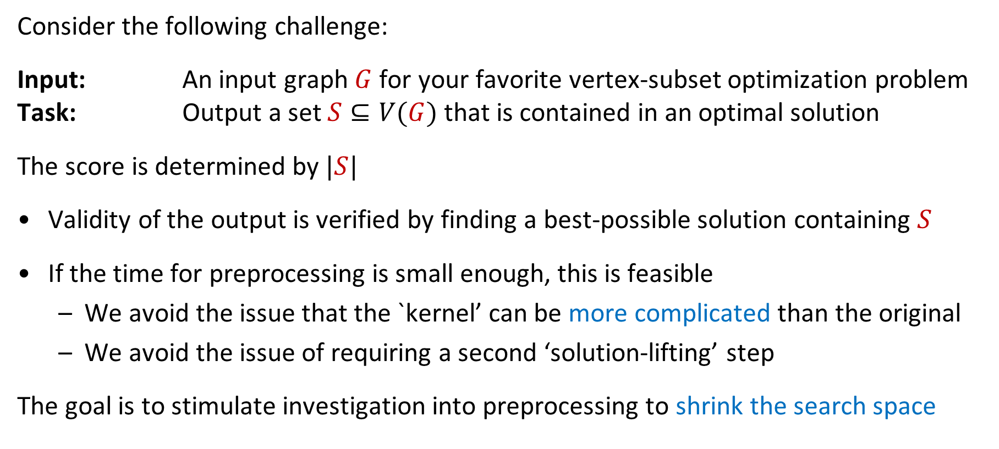 Consider the following challenge:
Input: An input graph G for your favorite vertex-subset optimization problem
Task: Output a set S ⊆ V(G) that is contained in an optimal solution
The score is determined by |S|
• Validity of the output is verified by finding a best-possible solution containing S
• If the time for preprocessing is small enough, this is feasible
– We avoid the issue that the `kernel’ can be more complicated than the original
– We avoid the issue of requiring a second ‘solution-lifting’ step
The goal is to stimulate investigation into preprocessing to shrink the search space